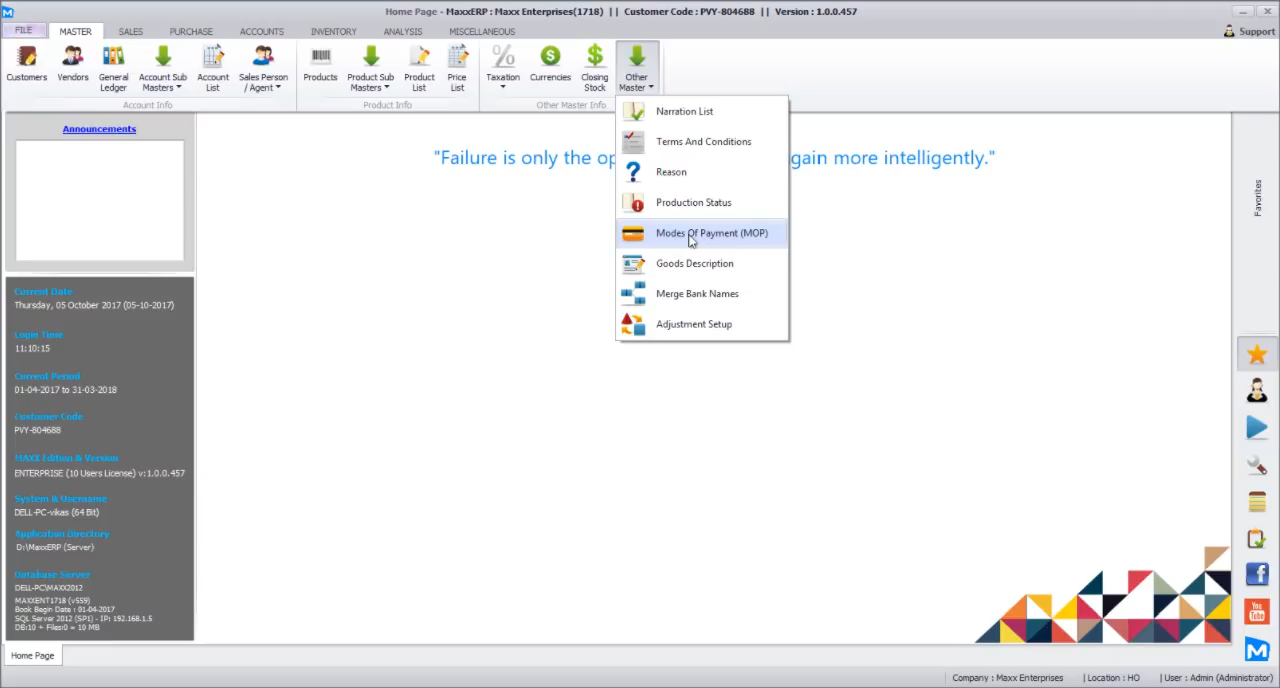 Home Page - MaxxERP : Maxx Enterprises(1718) || Customer Code : PVY-804688 || Version : 1.0.0.457
FILE MASTER SALES PURCHASE ACCOUNTS INVENTORY ANALYSIS MISCELLANEOUS Support
Customers Vendors General Ledger Account Sub Masters Account List Sales Person / Agent Products Product Sub Masters Product List Price List Taxation Currencies Closing Stock Other Master
Account Info Product Info Other Master Info
Narration List
Terms And Conditions
Reason
Production Status
Modes Of Payment (MOP)
Goods Description
Merge Bank Names
Adjustment Setup
Announcements
"Failure is only the op gain more intelligently."
Favorites
Current Date
Thursday, 05 October 2017 (05-10-2017)
Login Time
11:10:15
Current Period
01-04-2017 to 31-03-2018
Customer Code
PVY-804688
MAXX Edition & Version
ENTERPRISE (10 Users License) v:1.0.0.457
System & Username
DELL-PC-vikas (64 Bit)
Application Directory
D:\MaxxERP (Server)
Database Server
DELL-PC\MAXX2012
MAXXENT1718 (v559)
Book Begin Date : 01-04-2017
SQL Server 2012 (SP1) - IP: 192.168.1.5
DB:10 + Files:0 = 10 MB
You Tube
Home Page
Company : Maxx Enterprises | Location : HO | User : Admin (Administrator)